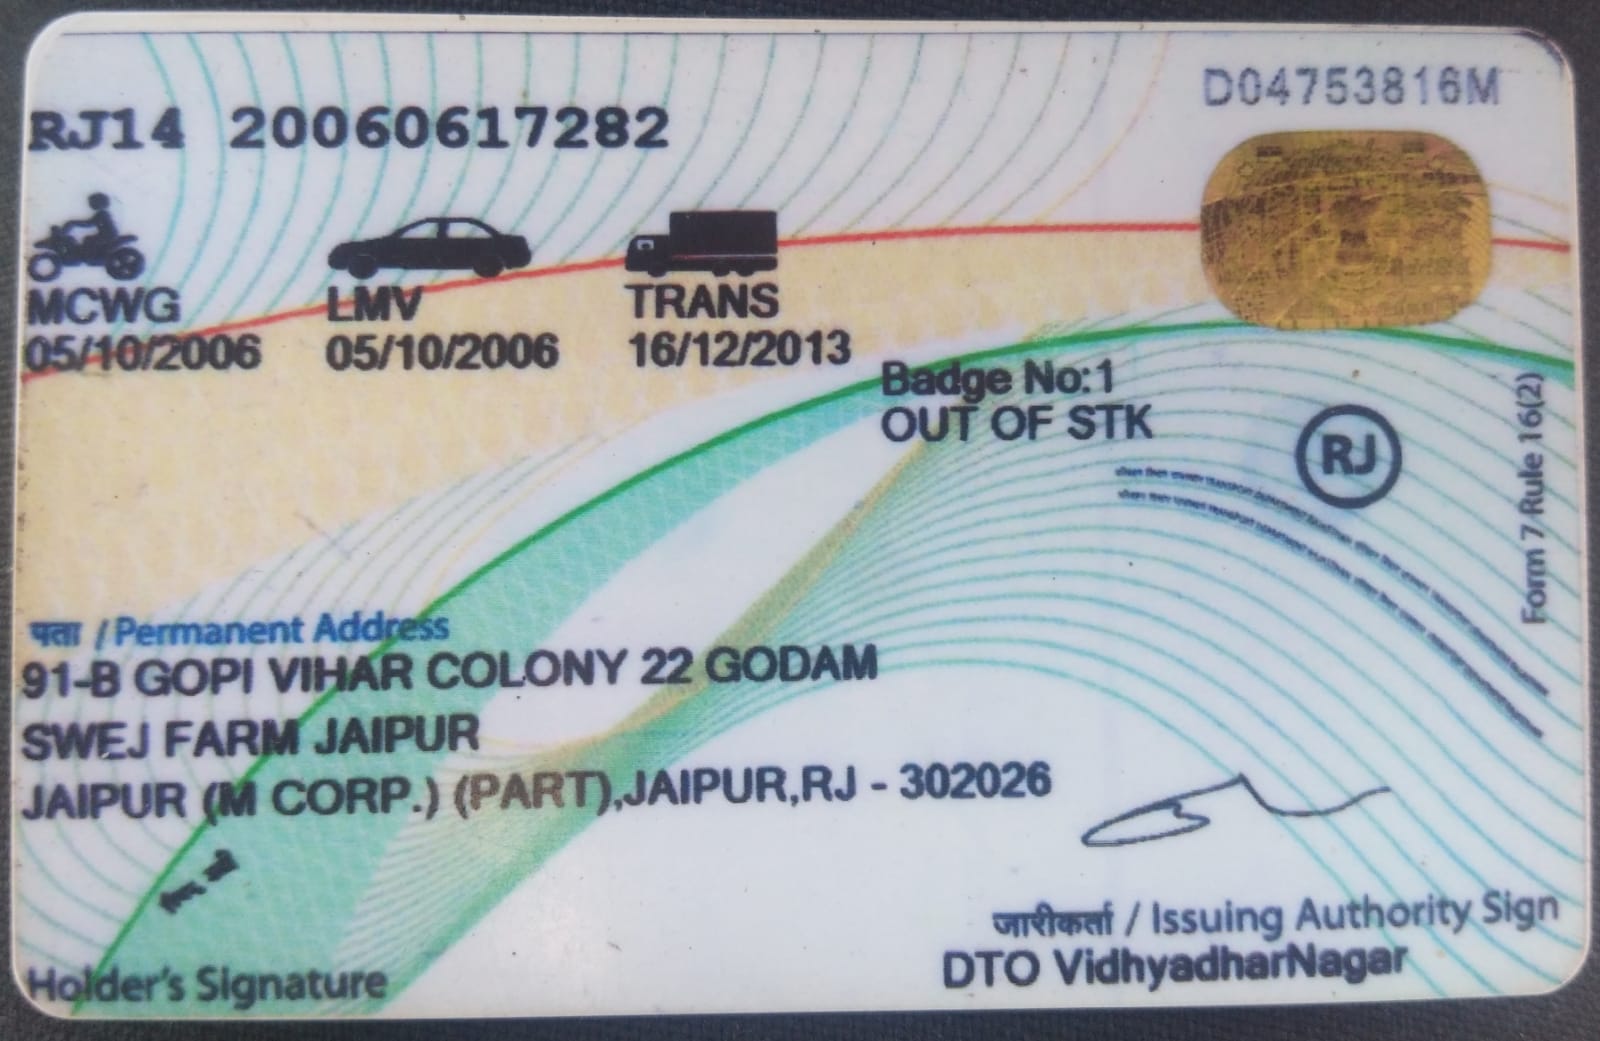 D04753816M
RJ14 20060617282
MCWG LMV TRANS
05/10/2006 05/10/2006 16/12/2013
Badge No:1
OUT OF STK
RJ
Form 7 Rule 16(2)
पता / Permanent Address
91-B GOPI VIHAR COLONY 22 GODAM
SWEJ FARM JAIPUR
JAIPUR (M CORP.) (PART),JAIPUR,RJ - 302026
जारीकर्ता / Issuing Authority Sign
DTO VidhyadharNagar
Holder's Signature